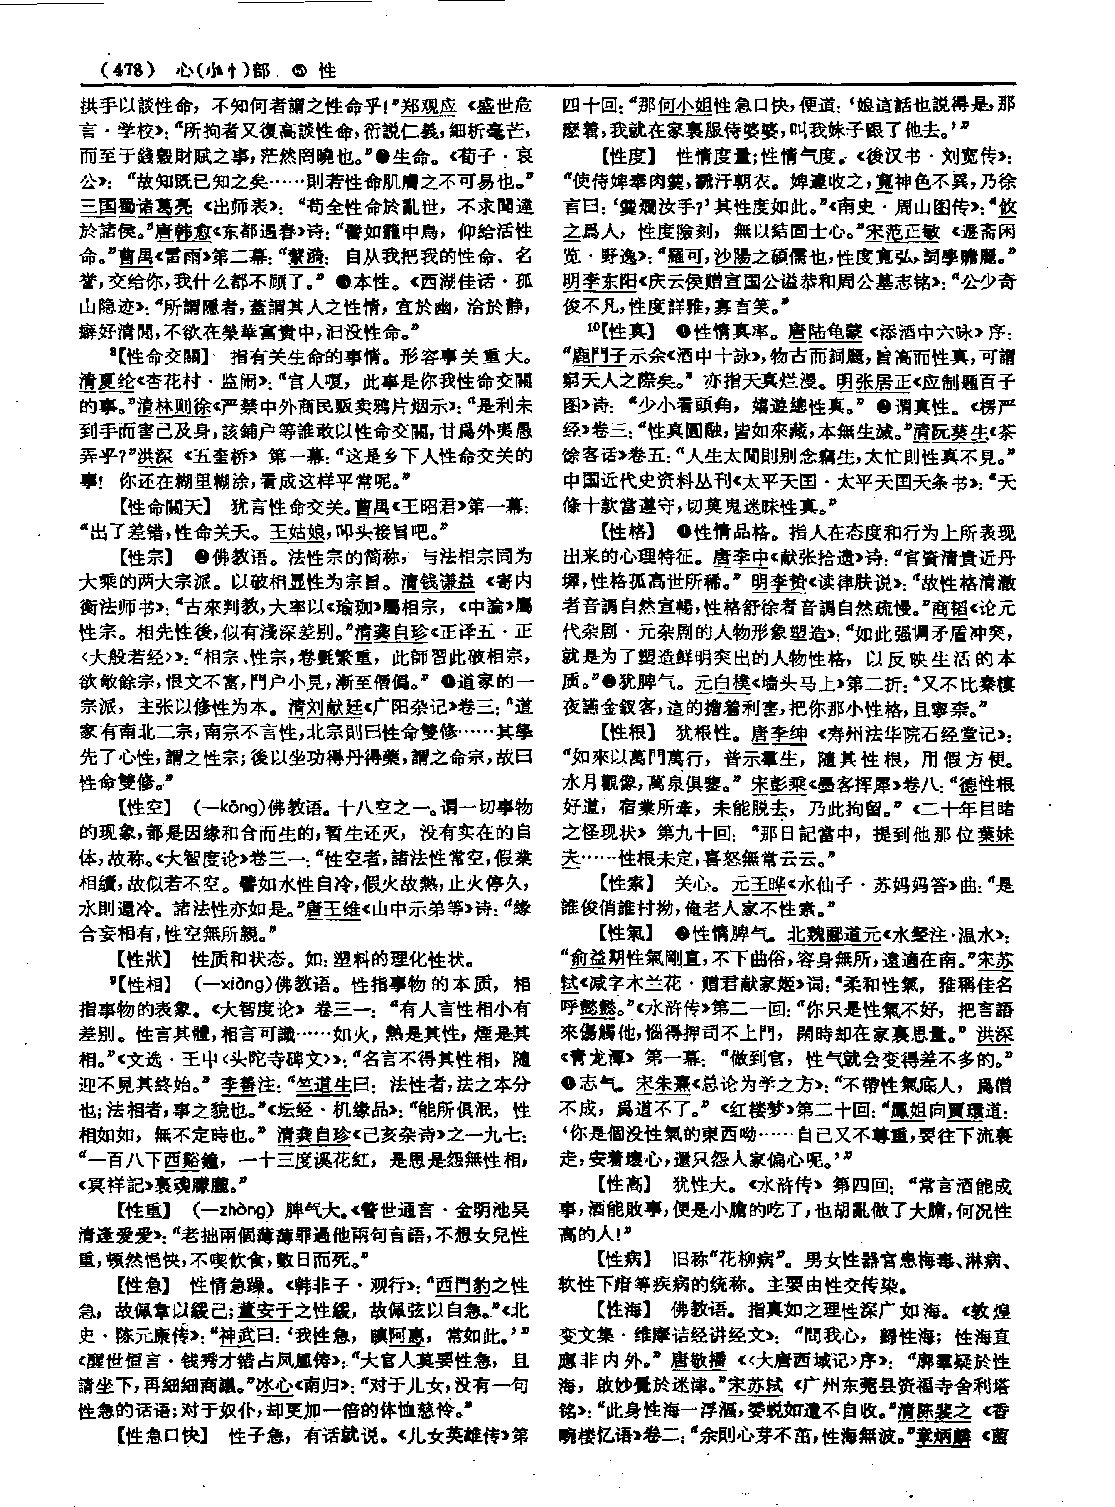 (478) 心(小忄)部 ⑤ 性
拱手以談性命，不知何者謂之性命乎！”郑观应《盛世危
言·学校》：“所拘者又復高談性命，衍説仁義，細析毫芒，
而至于錢穀財賦之事，茫然罔曉也。”❷生命。《荀子·哀
公》：“故知既已知之矣……則若性命肌膚之不可易也。”
三国蜀诸葛亮《出师表》：“苟全性命於亂世，不求聞達
於諸侯。”唐韩愈《东都遇春》诗：“譬如籠中鳥，仰給活性
命。”曹禺《雷雨》第二幕：“繁漪：自从我把我的性命、名
誉，交给你，我什么都不顾了。”❸本性。《西湖佳话·孤
山隐迹》：“所謂隱者，蓋謂其人之性情，宜於幽，洽於静，
癖好清閒，不欲在榮華富貴中，汩没性命。”
⁸【性命交關】 指有关生命的事情。形容事关重大。
清夏纶《杏花村·监闹》：“官人嗄，此事是你我性命交關
的事。”清林则徐《严禁中外商民贩卖鸦片烟示》：“是利未
到手而害己及身，該鋪户等誰敢以性命交關，甘爲外夷愚
弄乎？”洪深《五奎桥》第一幕：“这是乡下人性命交关的
事！你还在糊里糊涂，看成这样平常呢。”
【性命關天】 犹言性命交关。曹禺《王昭君》第一幕：
“出了差错，性命关天。王姑娘，叩头接旨吧。”
【性宗】 ❶佛教语。法性宗的简称，与法相宗同为
大乘的两大宗派。以破相显性为宗旨。清钱谦益《寄内
衡法师书》：“古來判教，大率以《瑜珈》屬相宗，《中論》屬
性宗。相先性後，似有淺深差别。”清龚自珍《正译五·正
〈大般若经〉》：“相宗、性宗，卷氎繁重，此師習此破相宗，
欲敵餘宗，恨文不富，門户小見，漸至僭偪。”❷道家的一
宗派，主张以修性为本。清刘献廷《广阳杂记》卷三：“道
家有南北二宗，南宗不言性，北宗則曰性命雙修……其學
先了心性，謂之性宗；後以坐功得丹得藥，謂之命宗，故曰
性命雙修。”
【性空】 (—kōng)佛教语。十八空之一。谓一切事物
的现象，都是因缘和合而生的，暂生还灭，没有实在的自
体，故称。《大智度论》卷三一：“性空者，諸法性常空，假業
相續，故似若不空。譬如水性自冷，假火故熱，止火停久，
水則還冷。諸法性亦如是。”唐王维《山中示弟等》诗：“緣
合妄相有，性空無所親。”
【性狀】 性质和状态。如：塑料的理化性状。
⁹【性相】 (—xiàng)佛教语。性指事物的本质，相
指事物的表象。《大智度论》卷三一：“有人言性相小有
差别。性言其體，相言可識……如火，熱是其性，煙是其
相。”《文选·王屮〈头陀寺碑文〉》：“名言不得其性相，隨
迎不見其終始。”李善注：“竺道生曰：法性者，法之本分
也；法相者，事之貌也。”《坛经·机缘品》：“能所俱泯，性
相如如，無不定時也。”清龚自珍《己亥杂诗》之一九七：
“一百八下西谿鐘，一十三度溪花紅，是恩是怨無性相，
《冥祥記》裏魂朦朧。”
【性重】 (—zhòng) 脾气大。《警世通言·金明池吴
清逢爱爱》：“老拙兩個薄薄罪過他兩句言語，不想女兒性
重，頓然悒怏，不喫飲食，數日而死。”
【性急】 性情急躁。《韩非子·观行》：“西門豹之性
急，故佩韋以緩己；董安于之性緩，故佩弦以自急。”《北
史·陈元康传》：“神武曰：‘我性急，瞋阿惠，常如此。’”
《醒世恒言·钱秀才错占凤凰俦》：“大官人莫要性急，且
請坐下，再細細商議。”冰心《南归》：“对于儿女，没有一句
性急的话语；对于奴仆，却更加一倍的体恤慈怜。”
【性急口快】 性子急，有话就说。《儿女英雄传》第
四十回：“那何小姐性急口快，便道：‘娘這話也説得是，那
麽着，我就在家裏服侍婆婆，叫我妹子跟了他去。’”
【性度】 性情度量；性情气度。《後汉书·刘宽传》：
“使侍婢奉肉羹，翻汙朝衣。婢遽收之，寬神色不異，乃徐
言曰：‘羹爛汝手？’其性度如此。”《南史·周山图传》：“攸
之爲人，性度險刻，無以結固士心。”宋范正敏《遯斋闲
览·野逸》：“羅可，沙陽之碩儒也，性度寬弘，詞學贍麗。”
明李东阳《庆云侯赠宣国公谥恭和周公墓志铭》：“公少奇
俊不凡，性度詳雅，寡言笑。”
¹⁰【性真】 ❶性情真率。唐陆龟蒙《添酒中六咏》序：
“鹿門子示余《酒中十詠》，物古而詞麗，旨高而性真，可謂
窮天人之際矣。”亦指天真烂漫。明张居正《应制题百子
图》诗：“少小看頭角，嬉遊總性真。”❷谓真性。《楞严
经》卷三：“性真圓融，皆如來藏，本無生滅。”清阮葵生《茶
馀客话》卷五：“人生太閒則别念竊生，太忙則性真不見。”
中国近代史资料丛刊《太平天国·太平天国天条书》：“天
條十款當遵守，切莫鬼迷昧性真。”
【性格】 ❶性情品格。指人在态度和行为上所表现
出来的心理特征。唐李中《献张拾遗》诗：“官資清貴近丹
墀，性格孤高世所稀。”明李贽《读律肤说》：“故性格清澈
者音調自然宣暢，性格舒徐者音調自然疏慢。”商韬《论元
代杂剧·元杂剧的人物形象塑造》：“如此强调矛盾冲突，
就是为了塑造鲜明突出的人物性格，以反映生活的本
质。”❷犹脾气。元白樸《墙头马上》第二折：“又不比秦樓
夜讌金釵客，這的擔着利害，把你那小性格，且寧奈。”
【性根】 犹根性。唐李绅《寿州法华院石经堂记》：
“如來以萬門萬行，普示羣生，隨其性根，用假方便。
水月觀像，萬泉俱鑒。”宋彭乘《墨客挥犀》卷八：“德性根
好道，宿業所牽，未能脱去，乃此拘留。”《二十年目睹
之怪现状》第九十回：“那日記當中，提到他那位葉妹
夫……性根未定，喜怒無常云云。”
【性索】 关心。元王晔《水仙子·苏妈妈答》曲：“是
誰俊俏誰村拗，俺老人家不性索。”
【性氣】 ❶性情脾气。北魏郦道元《水经注·温水》：
“俞益期性氣剛直，不下曲俗，容身無所，遠適在南。”宋苏
轼《减字木兰花·赠君猷家姬》词：“柔和性氣，雅稱佳名
呼懿懿。”《水浒传》第二一回：“你只是性氣不好，把言語
來傷觸他，惱得押司不上門，閒時却在家裏思量。”洪深
《青龙潭》第一幕：“做到官，性气就会变得差不多的。”
❷志气。宋朱熹《总论为学之方》：“不帶性氣底人，爲僧
不成，爲道不了。”《红楼梦》第二十回：“鳳姐向賈環道：
‘你是個没性氣的東西呦……自己又不尊重，要往下流裏
走，安着壞心，還只怨人家偏心呢。’”
【性高】 犹性大。《水浒传》第四回：“常言酒能成
事，酒能敗事，便是小膽的吃了，也胡亂做了大膽，何况性
高的人！”
【性病】 旧称“花柳病”。男女性器官患梅毒、淋病、
软性下疳等疾病的统称。主要由性交传染。
【性海】 佛教语。指真如之理性深广如海。《敦煌
变文集·维摩诘经讲经文》：“問我心，歸性海；性海直
應非内外。”唐敬播《〈大唐西域记〉序》：“廓羣疑於性
海，啟妙覺於迷津。”宋苏轼《广州东莞县资福寺舍利塔
铭》：“此身性海一浮漚，委蜕如遺不自收。”清陈裴之《香
畹楼忆语》卷二：“余則心芽不茁，性海無波。”章炳麟《菌